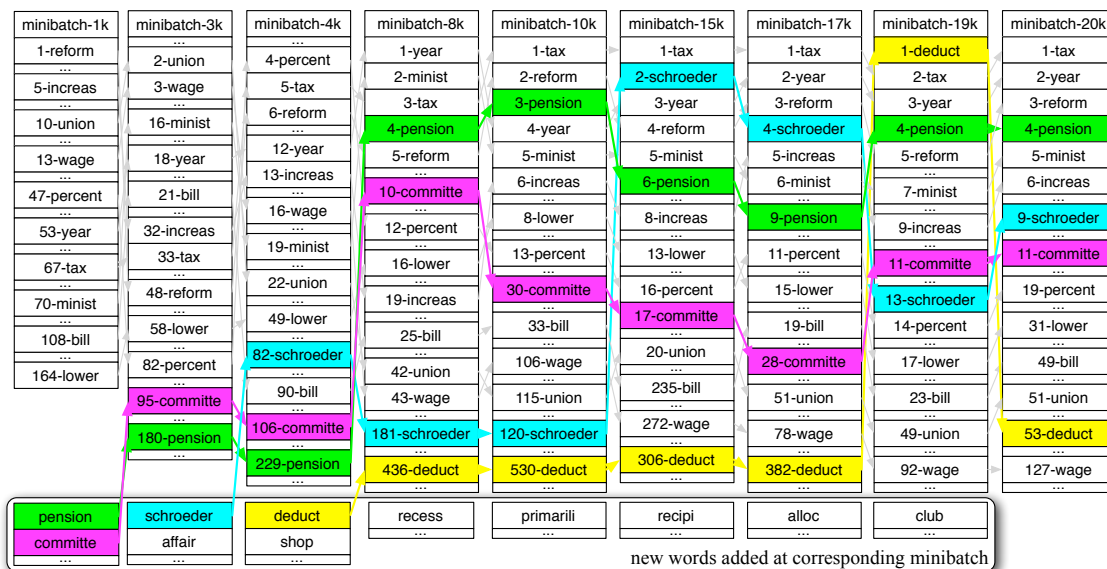 minibatch-1k
1-reform
...
5-increas
...
10-union
...
13-wage
...
47-percent
...
53-year
...
67-tax
...
70-minist
...
108-bill
...
164-lower
minibatch-3k
...
2-union
3-wage
...
16-minist
...
18-year
...
21-bill
...
32-increas
33-tax
...
48-reform
...
58-lower
...
82-percent
...
95-committe
...
180-pension
...
minibatch-4k
...
4-percent
5-tax
...
6-reform
...
12-year
13-increas
...
16-wage
...
19-minist
...
22-union
...
49-lower
...
82-schroeder
...
90-bill
...
106-committe
...
229-pension
...
minibatch-8k
1-year
2-minist
3-tax
4-pension
5-reform
...
10-committe
...
12-percent
...
16-lower
...
19-increas
...
25-bill
...
42-union
43-wage
...
181-schroeder
...
436-deduct
...
minibatch-10k
1-tax
2-reform
3-pension
4-year
5-minist
6-increas
...
8-lower
...
13-percent
...
30-committe
...
33-bill
...
106-wage
...
115-union
...
120-schroeder
...
530-deduct
...
minibatch-15k
1-tax
2-schroeder
3-year
4-reform
5-minist
6-pension
...
8-increas
...
13-lower
...
16-percent
17-committe
...
20-union
...
235-bill
...
272-wage
...
306-deduct
...
minibatch-17k
1-tax
2-year
3-reform
4-schroeder
5-increas
6-minist
...
9-pension
...
11-percent
...
15-lower
...
19-bill
...
28-committe
...
51-union
...
78-wage
...
382-deduct
...
minibatch-19k
1-deduct
2-tax
3-year
4-pension
5-reform
...
7-minist
...
9-increas
...
11-committe
...
13-schroeder
14-percent
...
17-lower
...
23-bill
...
49-union
...
92-wage
...
minibatch-20k
1-tax
2-year
3-reform
4-pension
5-minist
6-increas
...
9-schroeder
...
11-committe
...
19-percent
...
31-lower
...
49-bill
...
51-union
...
53-deduct
...
127-wage
...
pension
committe
...
schroeder
affair
...
deduct
shop
...
recess
...
primarili
...
recipi
...
alloc
...
club
...
new words added at corresponding minibatch